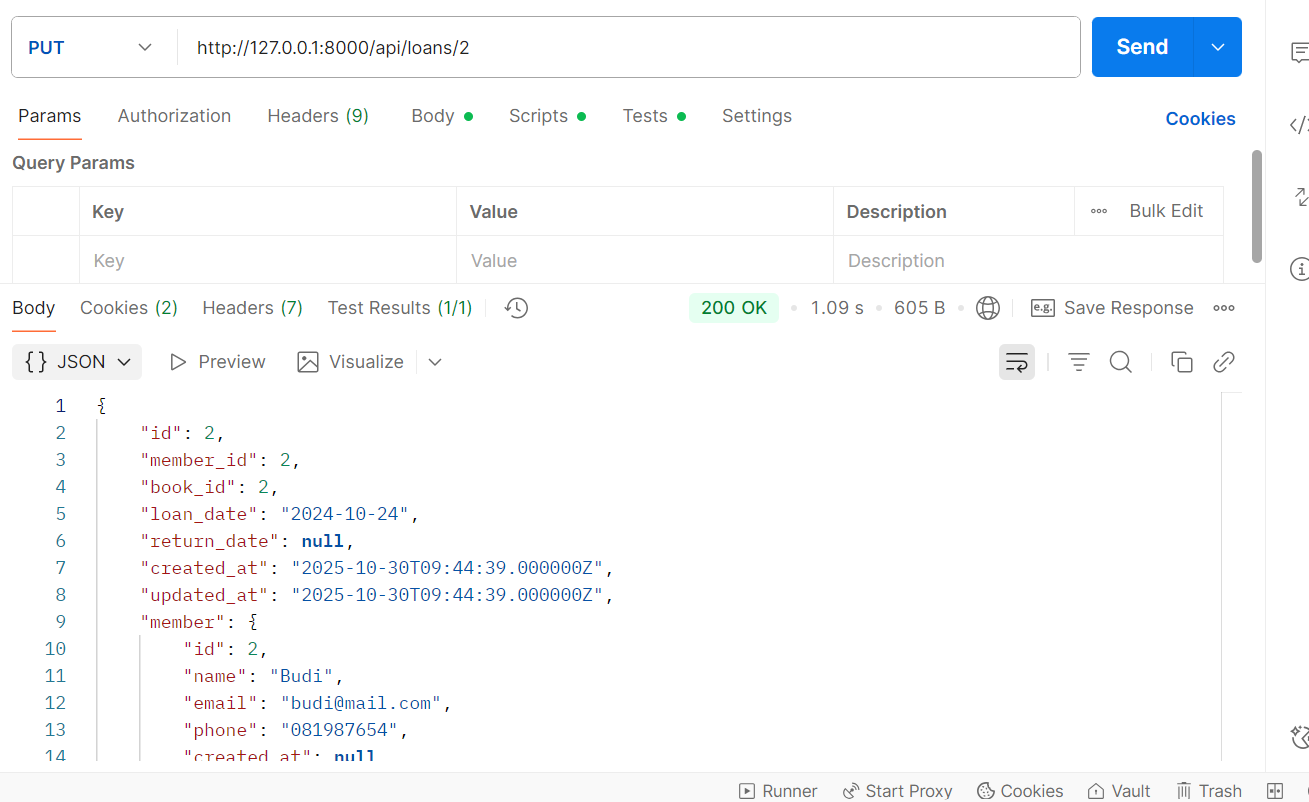 PUT http://127.0.0.1:8000/api/loans/2 Send
Params Authorization Headers (9) Body Scripts Tests Settings Cookies
Query Params
Key Value Description Bulk Edit
Key Value Description
Body Cookies (2) Headers (7) Test Results (1/1) 200 OK 1.09 s 605 B e.g. Save Response
{} JSON Preview Visualize
1 {
2 "id": 2,
3 "member_id": 2,
4 "book_id": 2,
5 "loan_date": "2024-10-24",
6 "return_date": null,
7 "created_at": "2025-10-30T09:44:39.000000Z",
8 "updated_at": "2025-10-30T09:44:39.000000Z",
9 "member": {
10 "id": 2,
11 "name": "Budi",
12 "email": "budi@mail.com",
13 "phone": "081987654",
14 "created_at": null
Runner Start Proxy Cookies Vault Trash